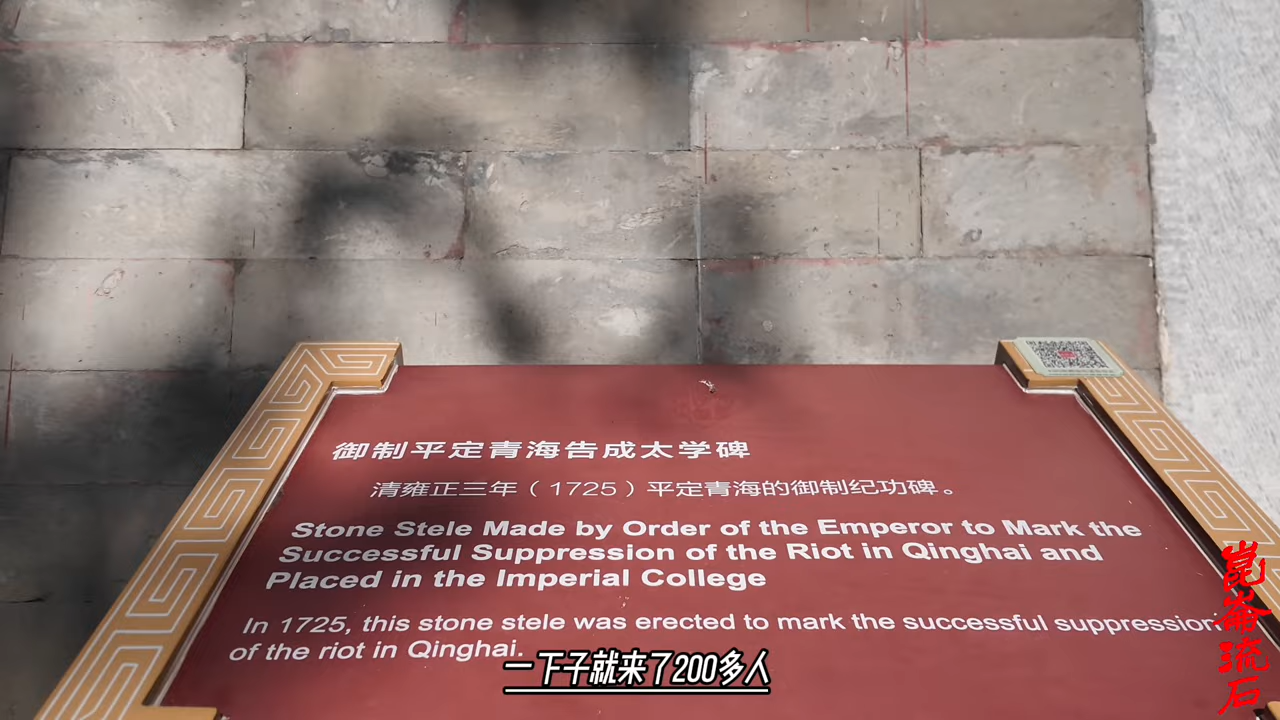 御制平定青海告成太学碑
清雍正三年（1725）平定青海的御制纪功碑。
Stone Stele Made by Order of the Emperor to Mark the
Successful Suppression of the Riot in Qinghai and
Placed in the Imperial College
In 1725, this stone stele was erected to mark the successful suppression
of the riot in Qinghai.
一下子就来了200多人
崑崙流石